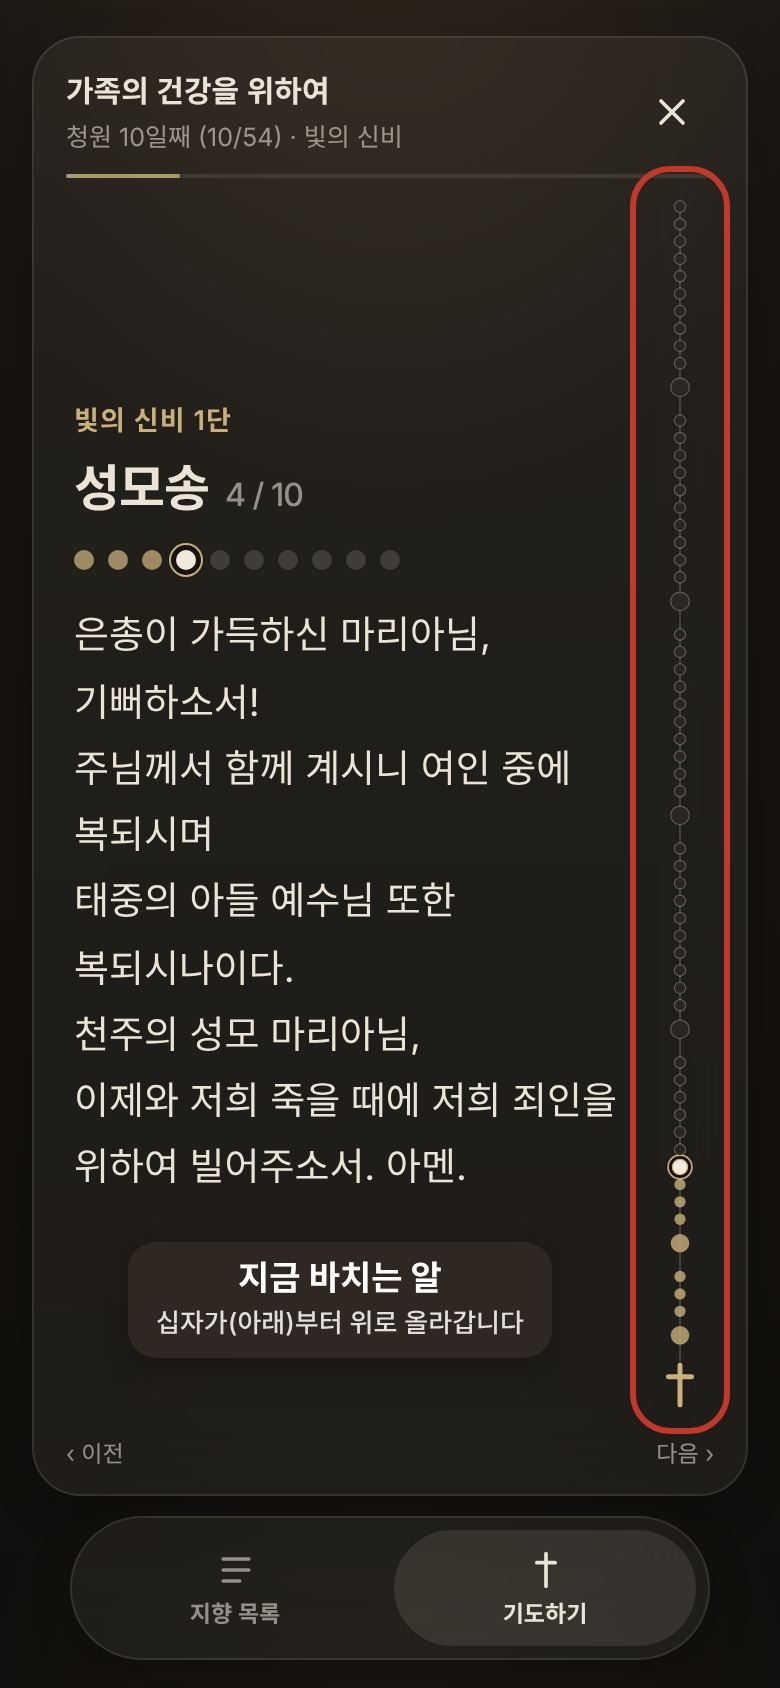 가족의 건강을 위하여
청원 10일째 (10/54) · 빛의 신비
빛의 신비 1단
성모송 4 / 10
은총이 가득하신 마리아님,
기뻐하소서!
주님께서 함께 계시니 여인 중에
복되시며
태중의 아들 예수님 또한
복되시나이다.
천주의 성모 마리아님,
이제와 저희 죽을 때에 저희 죄인을
위하여 빌어주소서. 아멘.
지금 바치는 알
십자가(아래)부터 위로 올라갑니다
‹ 이전
다음 ›
지향 목록
기도하기